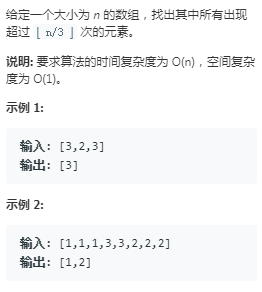 给定一个大小为 n 的数组，找出其中所有出现
超过 ⌊ n/3 ⌋ 次的元素。
说明: 要求算法的时间复杂度为 O(n)，空间复杂
度为 O(1)。
示例 1:
输入: [3,2,3]
输出: [3]
示例 2:
输入: [1,1,1,3,3,2,2,2]
输出: [1,2]